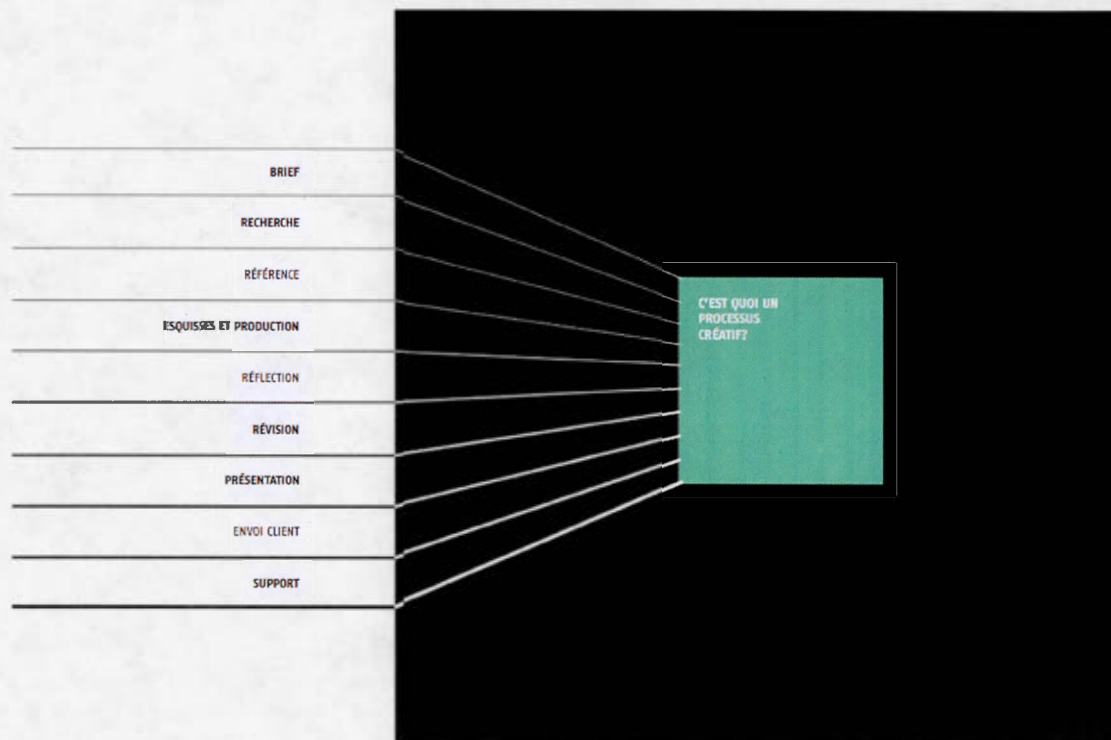 BRIEF
RECHERCHE
RÉFÉRENCE
ESQUISSES ET PRODUCTION
RÉFLECTION
RÉVISION
PRÉSENTATION
ENVOI CLIENT
SUPPORT
C'EST QUOI UN
PROCESSUS
CRÉATIF?